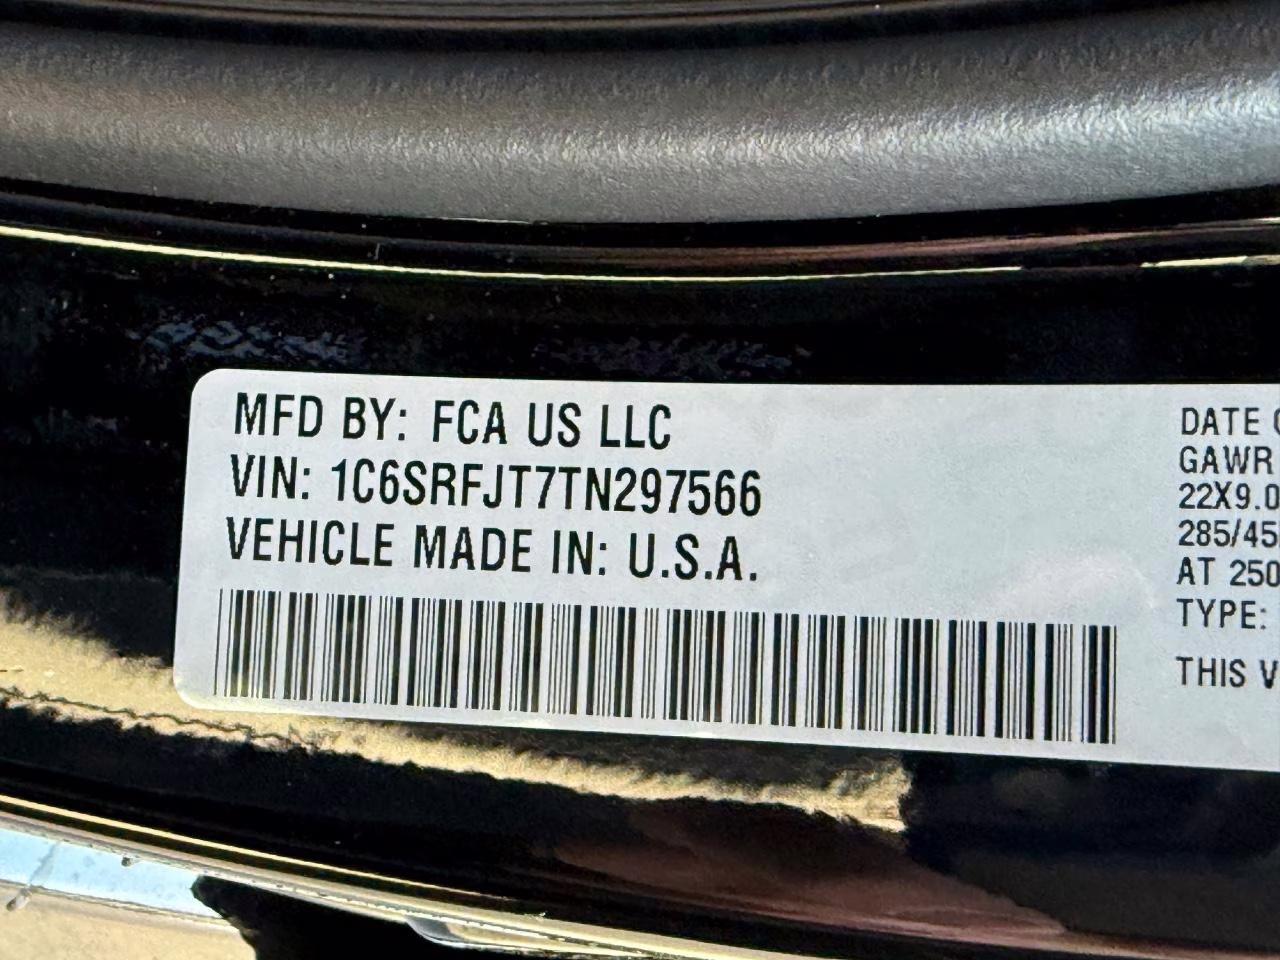 MFD BY: FCA US LLC
VIN: 1C6SRFJT7TN297566
VEHICLE MADE IN: U.S.A.
DATE
GAWR
22X9.0
285/45
AT 250
TYPE:
THIS V